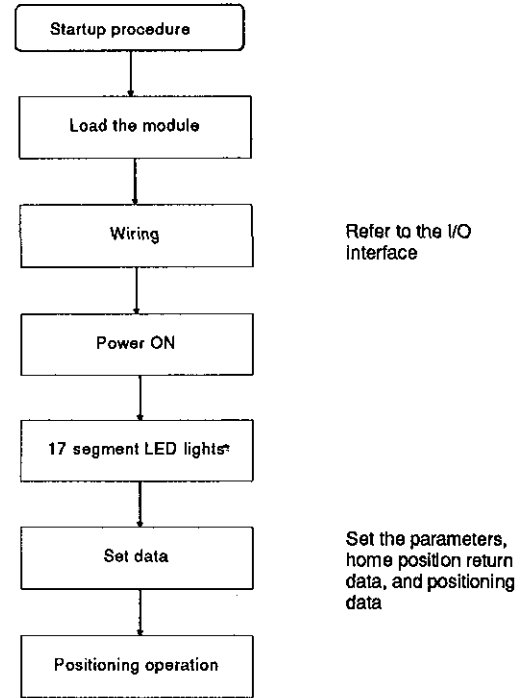 Startup procedure
Load the module
Wiring
Refer to the I/O
interface
Power ON
17 segment LED lights*
Set data
Set the parameters,
home position return
data, and positioning
data
Positioning operation